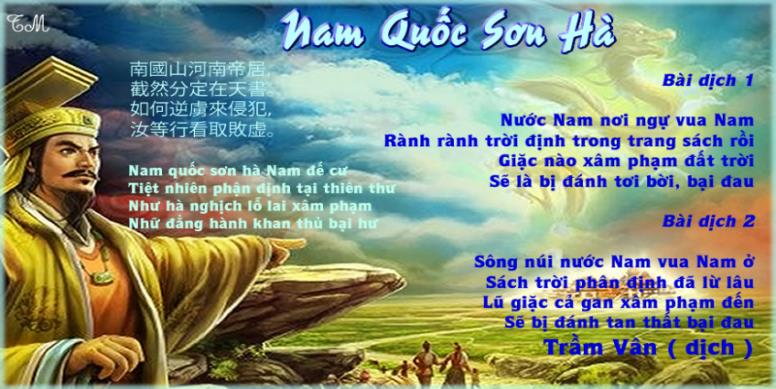 TM
Nam Quốc Sơn Hà
南國山河南帝居,
截然分定在天書。
如何逆虜來侵犯,
汝等行看取敗虛。
Nam quốc sơn hà Nam đế cư
Tiệt nhiên phận định tại thiên thư
Như hà nghịch lỗ lai xâm phạm
Nhữ đẳng hành khan thủ bại hư
Bài dịch 1
Nước Nam nơi ngự vua Nam
Rành rành trời định trong trang sách rồi
Giặc nào xâm phạm đất trời
Sẽ là bị đánh tơi bời, bại đau
Bài dịch 2
Sông núi nước Nam vua Nam ở
Sách trời phân định đã lừ lâu
Lũ giặc cả gan xâm phạm đến
Sẽ bị đánh tan thất bại đau
Trầm Vân ( dịch )